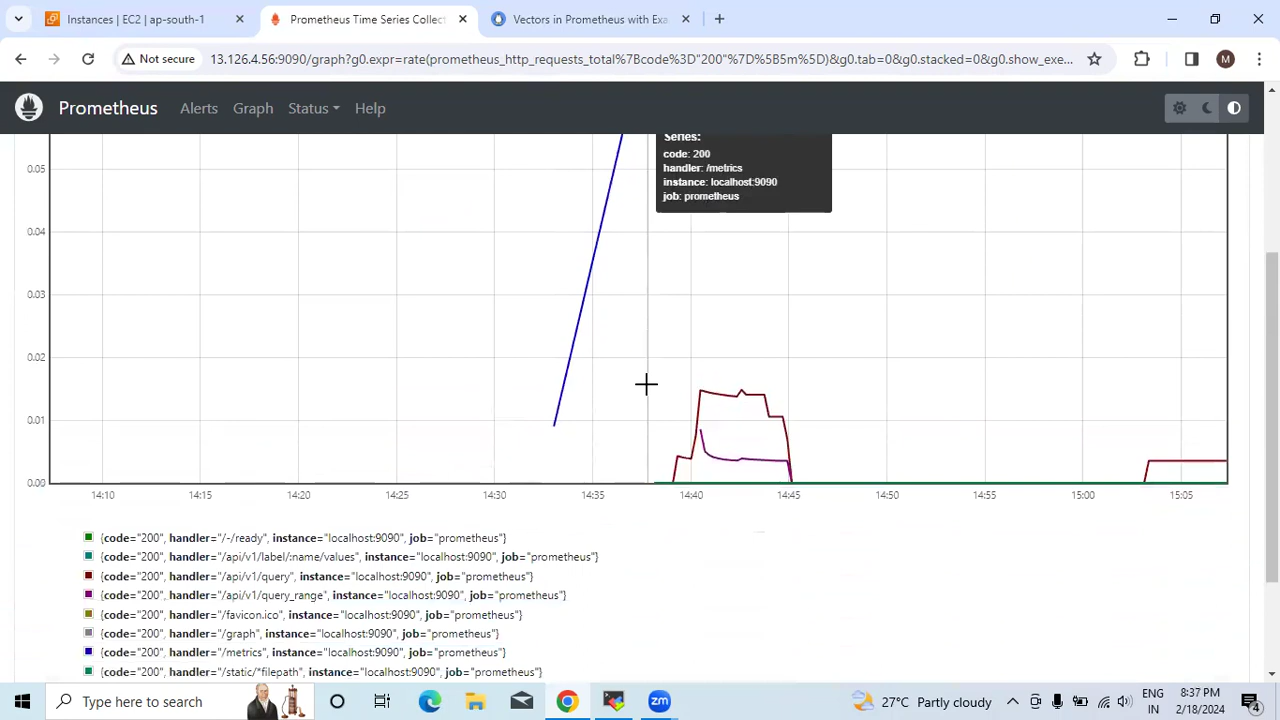 Instances | EC2 | ap-south-1
Prometheus Time Series Collect
Vectors in Prometheus with Exa
Not secure
13.126.4.56:9090/graph?g0.expr=rate(prometheus_http_requests_total%7Bcode%3D"200"%7D%5B5m%5D)&g0.tab=0&g0.stacked=0&g0.show_exe...
M
Prometheus
Alerts
Graph
Status
Help
Series:
code: 200
handler: /metrics
instance: localhost:9090
job: prometheus
0.05
0.04
0.03
0.02
0.01
0.00
14:10 14:15 14:20 14:25 14:30 14:35 14:40 14:45 14:50 14:55 15:00 15:05
{code="200", handler="/-/ready", instance="localhost:9090", job="prometheus"}
{code="200", handler="/api/v1/label/:name/values", instance="localhost:9090", job="prometheus"}
{code="200", handler="/api/v1/query", instance="localhost:9090", job="prometheus"}
{code="200", handler="/api/v1/query_range", instance="localhost:9090", job="prometheus"}
{code="200", handler="/favicon.ico", instance="localhost:9090", job="prometheus"}
{code="200", handler="/graph", instance="localhost:9090", job="prometheus"}
{code="200", handler="/metrics", instance="localhost:9090", job="prometheus"}
{code="200", handler="/static/*filepath", instance="localhost:9090", job="prometheus"}
Type here to search
zm
27°C Partly cloudy
ENG
IN
8:37 PM
2/18/2024
4